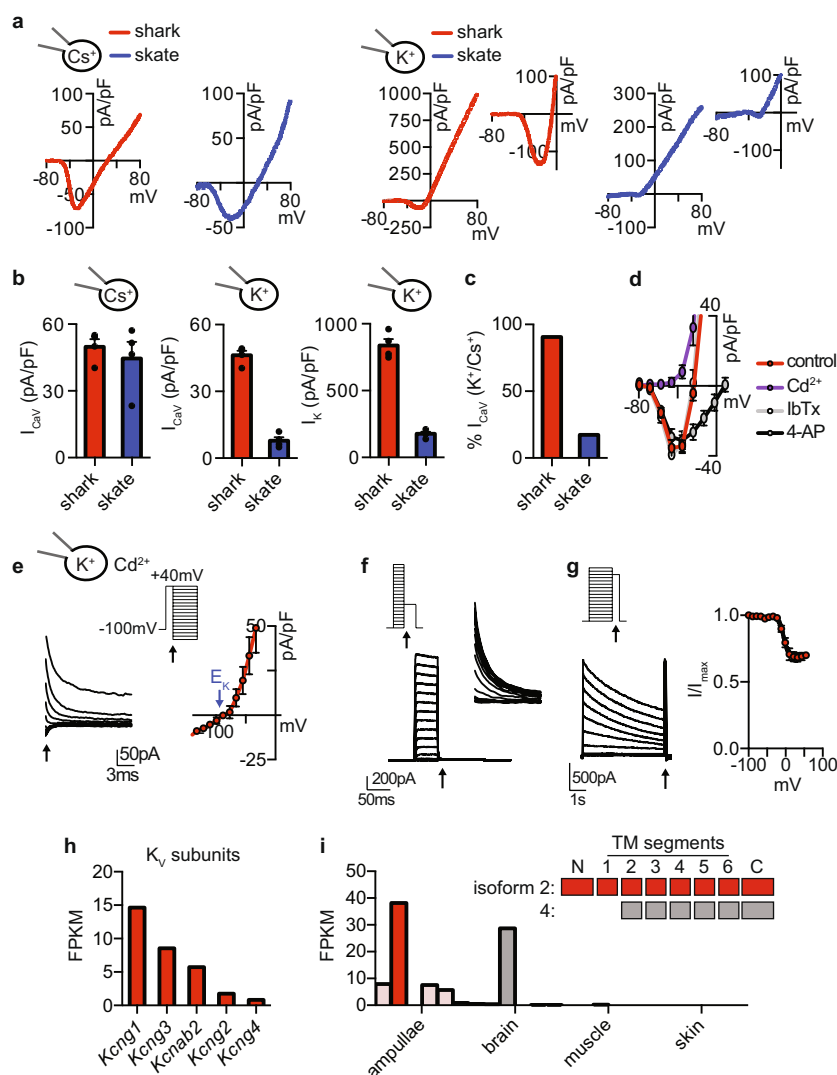 a
Cs+
shark
skate
100
pA/pF
50
-80
80
mV
-50
-100
100
pA/pF
50
-80
80
mV
-50
K+
shark
skate
1000
pA/pF
750
500
250
-80
80
-250
mV
100
pA/pF
-80
mV
-100
300
pA/pF
200
100
-80
80
-100
mV
100
pA/pF
-80
mV
-100
b
Cs+
K+
K+
60
30
0
ICaV (pA/pF)
shark
skate
60
30
0
ICaV (pA/pF)
shark
skate
1000
500
0
IK (pA/pF)
shark
skate
c
100
50
0
% ICaV (K+/Cs+)
shark
skate
d
40
pA/pF
-80
mV
-40
control
Cd2+
IbTx
4-AP
e
K+
Cd2+
+40mV
-100mV
50
pA/pF
EK
-100
mV
-25
50pA
3ms
f
200pA
50ms
g
500pA
1s
1.0
0.5
0.0
I/Imax
-100
0
100
mV
h
KV subunits
20
15
10
5
0
FPKM
Kcng1
Kcng3
Kcnab2
Kcng2
Kcng4
i
TM segments
N 1 2 3 4 5 6 C
isoform 2:
4:
50
40
30
20
10
0
FPKM
ampullae
brain
muscle
skin